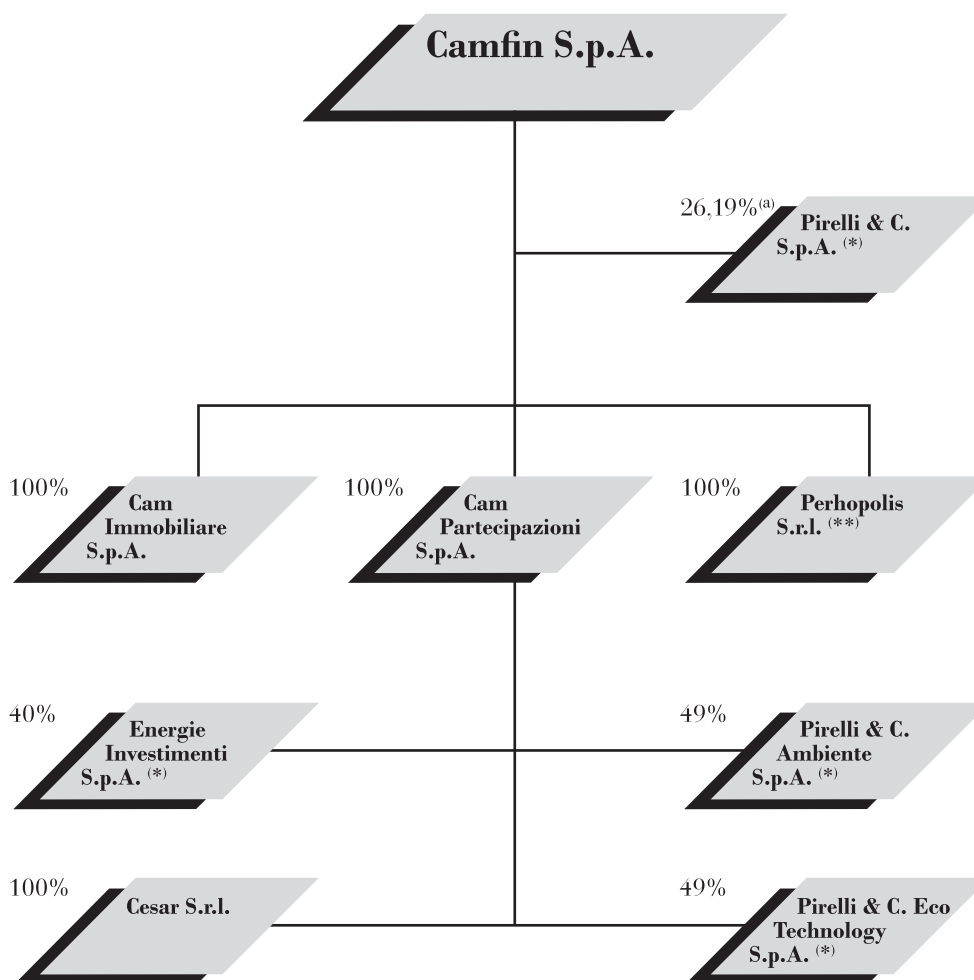 Camfin S.p.A.
26,19%(a)
Pirelli & C.
S.p.A. (*)
100%
Cam
Immobiliare
S.p.A.
100%
Cam
Partecipazioni
S.p.A.
100%
Perhopolis
S.r.l. (**)
40%
Energie
Investimenti
S.p.A. (*)
49%
Pirelli & C.
Ambiente
S.p.A. (*)
100%
Cesar S.r.l.
49%
Pirelli & C. Eco
Technology
S.p.A. (*)